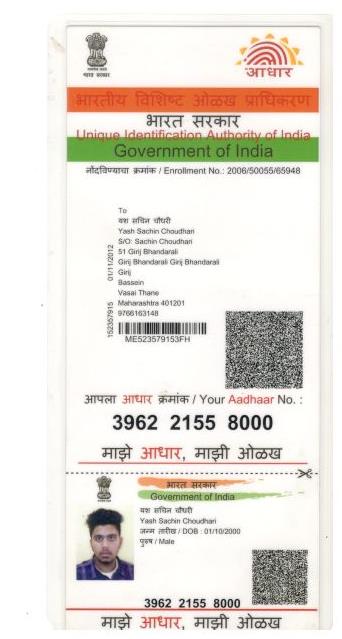 भारत सरकार
आधार
भारतीय विशिष्ट ओळख प्राधिकरण
भारत सरकार
Unique Identification Authority of India
Government of India
नोंदविण्याचा क्रमांक / Enrollment No.: 2006/50055/65948
To
यश सचिन चौधरी
Yash Sachin Choudhari
S/O: Sachin Choudhari
51 Girij Bhandarali
Girij Bhandarali Girij Bhandarali
Girij
Bassein
Vasai Thane
Maharashtra 401201
9766163148
152357915 01/11/2012
ME523579153FH
आपला आधार क्रमांक / Your Aadhaar No. :
3962 2155 8000
माझे आधार, माझी ओळख
भारत सरकार
Government of India
यश सचिन चौधरी
Yash Sachin Choudhari
जन्म तारीख / DOB : 01/10/2000
पुरुष / Male
3962 2155 8000
माझे आधार, माझी ओळख